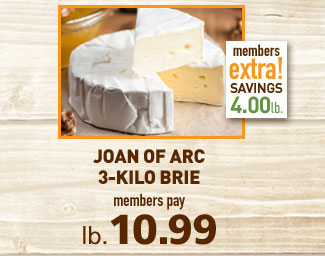 members
extra!
SAVINGS
4.00lb.
JOAN OF ARC
3-KILO BRIE
members pay
lb. 10.99